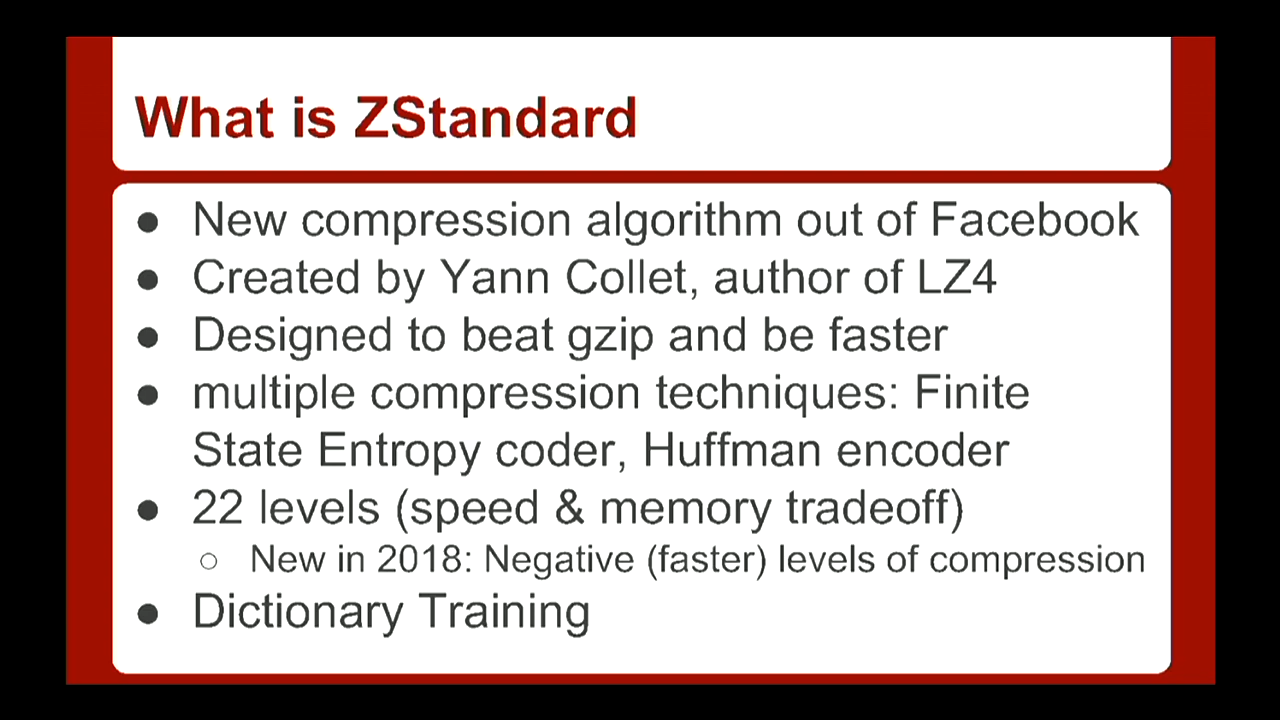 What is ZStandard
● New compression algorithm out of Facebook
● Created by Yann Collet, author of LZ4
● Designed to beat gzip and be faster
● multiple compression techniques: Finite
State Entropy coder, Huffman encoder
● 22 levels (speed & memory tradeoff)
○ New in 2018: Negative (faster) levels of compression
● Dictionary Training